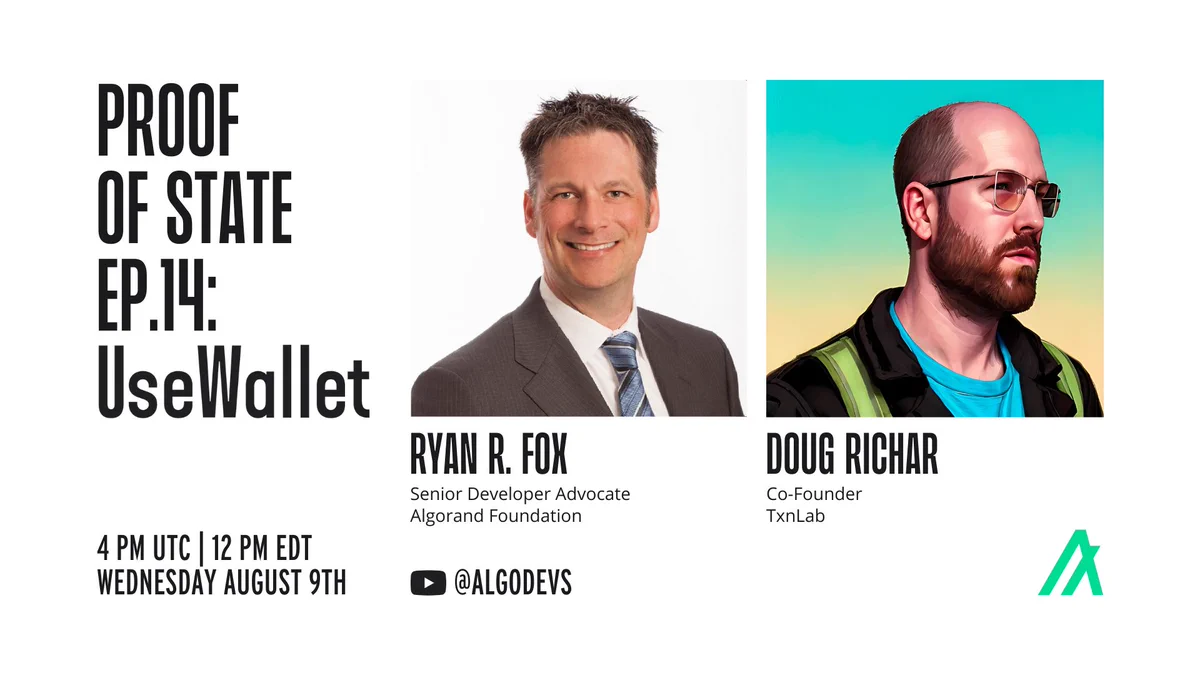 PROOF
OF STATE
EP.14:
UseWallet
RYAN R. FOX
Senior Developer Advocate
Algorand Foundation
DOUG RICHAR
Co-Founder
TxnLab
4 PM UTC | 12 PM EDT
WEDNESDAY AUGUST 9TH
@ALGODEVS